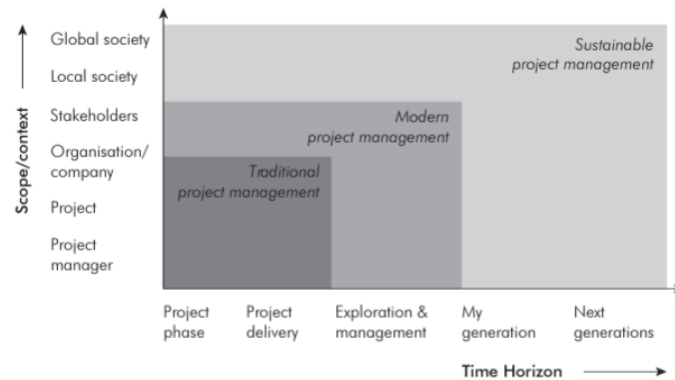 Global society
Local society
Stakeholders
Organisation/
company
Project
Project
manager
Scope/context
Sustainable
project management
Modern
project management
Traditional
project management
Project
phase
Project
delivery
Exploration &
management
My
generation
Next
generations
Time Horizon